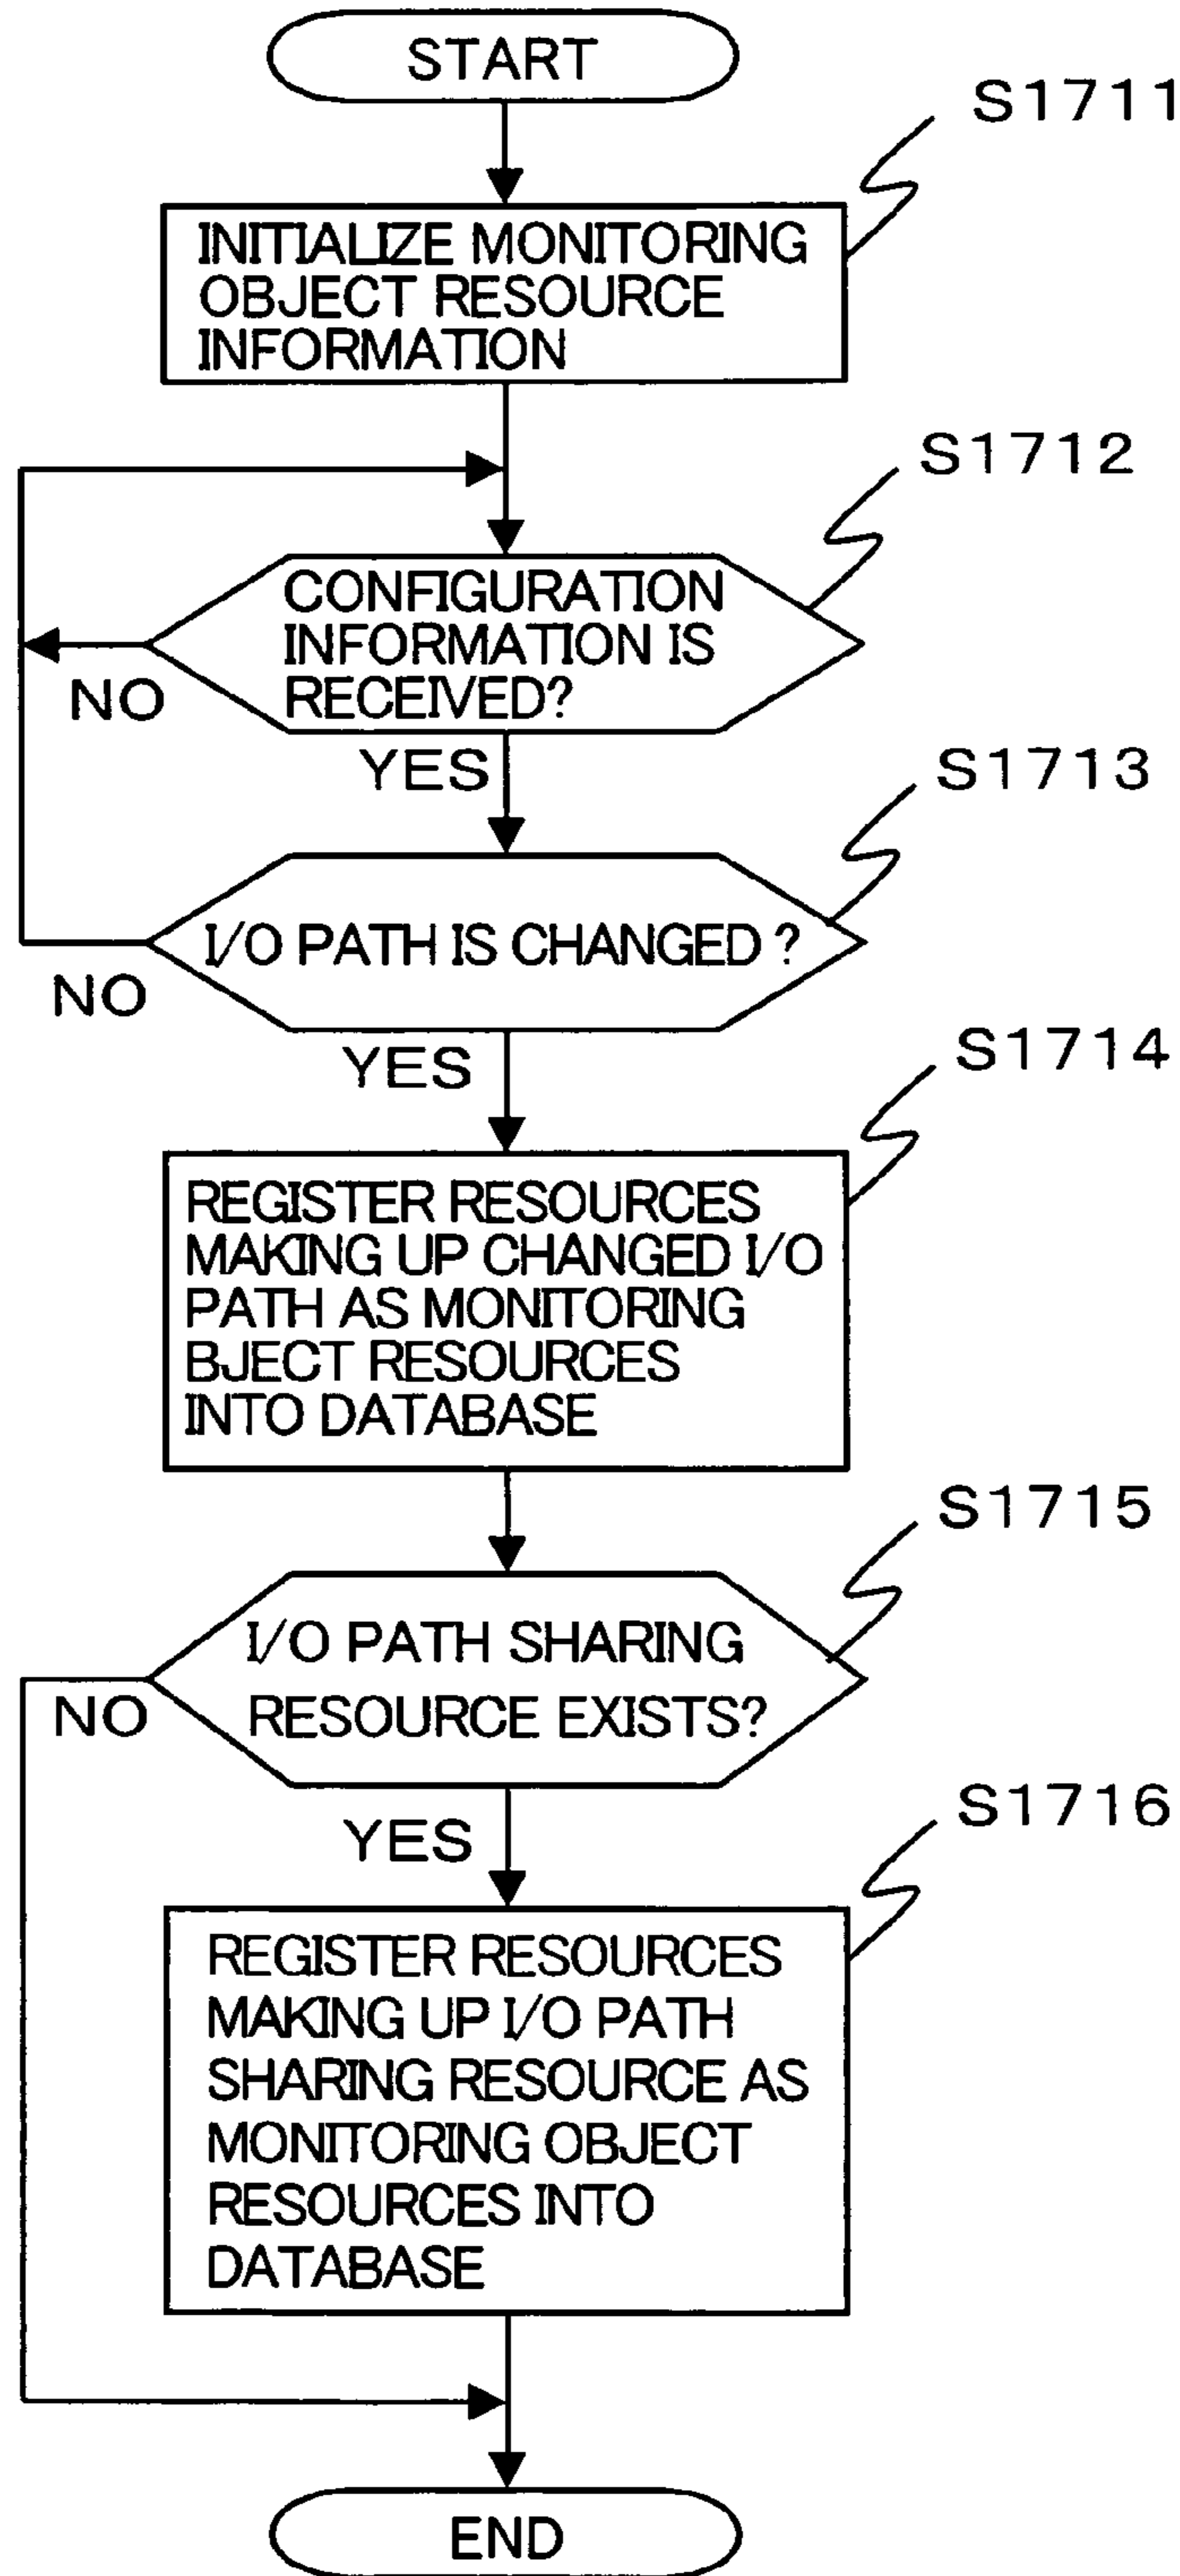 START
S1711
INITIALIZE MONITORING
OBJECT RESOURCE
INFORMATION
S1712
CONFIGURATION
INFORMATION IS
RECEIVED?
NO
YES
S1713
I/O PATH IS CHANGED ?
NO
YES
S1714
REGISTER RESOURCES
MAKING UP CHANGED I/O
PATH AS MONITORING
BJECT RESOURCES
INTO DATABASE
S1715
I/O PATH SHARING
RESOURCE EXISTS?
NO
YES
S1716
REGISTER RESOURCES
MAKING UP I/O PATH
SHARING RESOURCE AS
MONITORING OBJECT
RESOURCES INTO
DATABASE
END